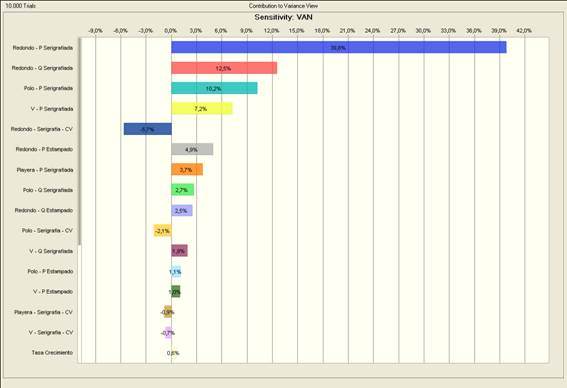 10.000 Trials Contribution to Variance View
Sensitivity: VAN
-9,0% -6,0% -3,0% 0,0% 3,0% 6,0% 9,0% 12,0% 15,0% 18,0% 21,0% 24,0% 27,0% 30,0% 33,0% 36,0% 39,0% 42,0%
Redondo - P Serigrafiada 39,8%
Redondo - Q Serigrafiada 12,5%
Polo - P Serigrafiada 10,2%
V - P Serigrafiada 7,2%
Redondo - Serigrafia - CV -5,7%
Redondo - P Estampado 4,9%
Playera - P Serigrafiada 3,7%
Polo - Q Serigrafiada 2,7%
Redondo - Q Estampado 2,5%
Polo - Serigrafia - CV -2,1%
V - Q Serigrafiada 1,9%
Polo - P Estampado 1,1%
V - P Estampado 1,0%
Playera - Serigrafia - CV -0,9%
V - Serigrafia - CV -0,7%
Tasa Crecimiento 0,6%